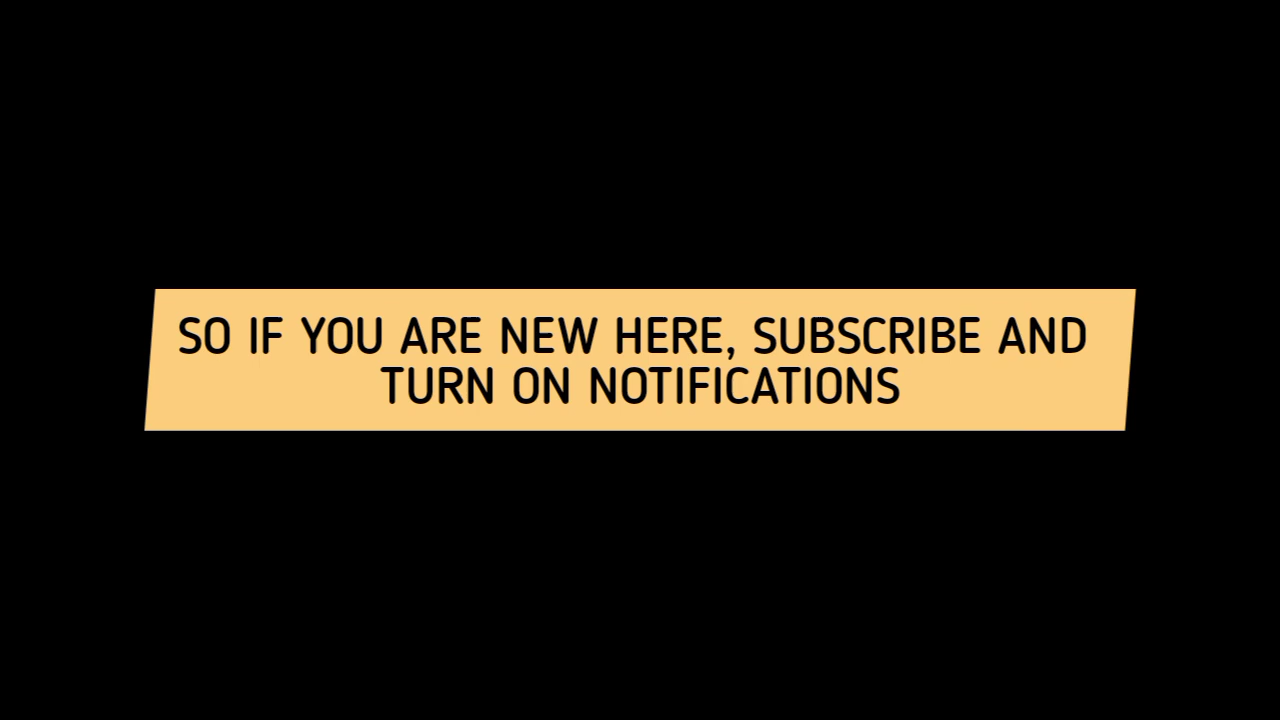 SO IF YOU ARE NEW HERE, SUBSCRIBE AND
TURN ON NOTIFICATIONS